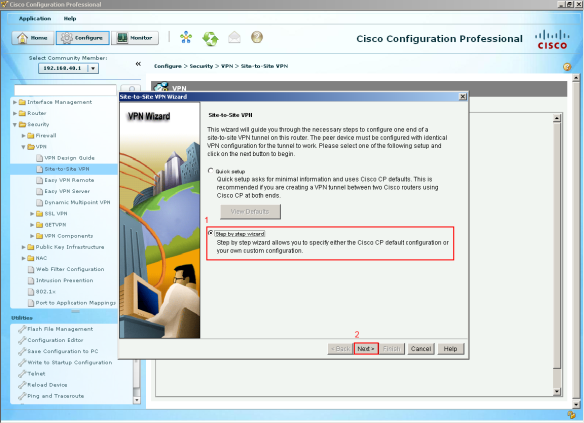 Cisco Configuration Professional
Application Help
Home Configure Monitor
Cisco Configuration Professional
CISCO
Select Community Member:
192.168.40.1
Configure > Security > VPN > Site-to-Site VPN
VPN
Interface Management
Router
Security
Firewall
VPN
VPN Design Guide
Site-to-Site VPN
Easy VPN Remote
Easy VPN Server
Dynamic Multipoint VPN
SSL VPN
GETVPN
VPN Components
Public Key Infrastructure
NAC
Web Filter Configuration
Intrusion Prevention
802.1x
Port to Application Mappings
Utilities
Flash File Management
Configuration Editor
Save Configuration to PC
Write to Startup Configuration
Telnet
Reload Device
Ping and Traceroute
Site-to-Site VPN Wizard
VPN Wizard
Site-to-Site VPN
This wizard will guide you through the necessary steps to configure one end of a
site-to-site VPN tunnel on this router. The peer device must be configured with identical
VPN configuration for the tunnel to work. Please select one of the following setup and
click on the next button to begin.
Quick setup
Quick setup asks for minimal information and uses Cisco CP defaults. This is
recommended if you are creating a VPN tunnel between two Cisco routers using
Cisco CP at both ends.
View Defaults
1
Step by step wizard
Step by step wizard allows you to specify either the Cisco CP default configuration or
your own custom configuration.
2
< Back Next > Finish Cancel Help